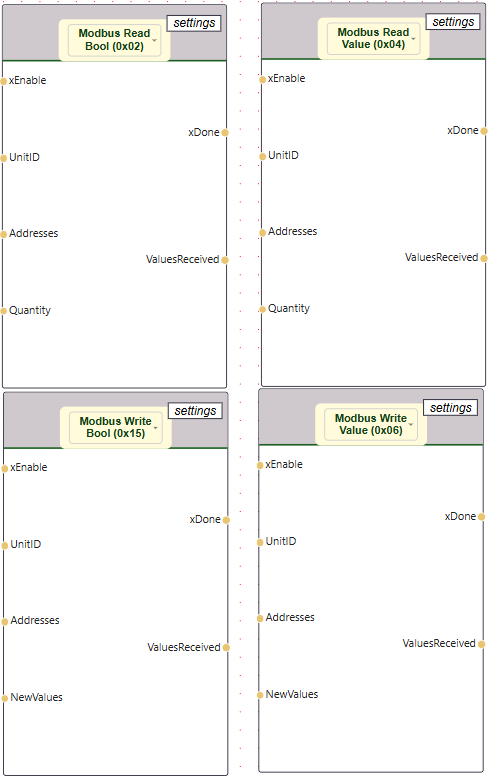 settings
Modbus Read
Bool (0x02)
xEnable
xDone
UnitID
Addresses
ValuesReceived
Quantity
settings
Modbus Read
Value (0x04)
xEnable
xDone
UnitID
Addresses
ValuesReceived
Quantity
settings
Modbus Write
Bool (0x15)
xEnable
xDone
UnitID
Addresses
ValuesReceived
NewValues
settings
Modbus Write
Value (0x06)
xEnable
xDone
UnitID
Addresses
ValuesReceived
NewValues